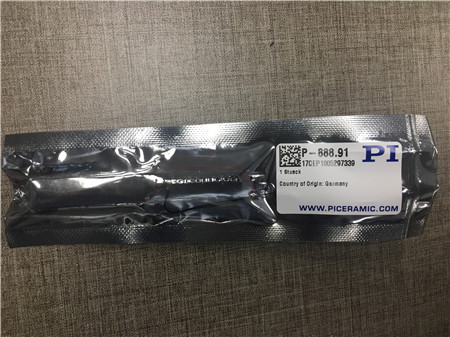 P-888.91
PI
17CEP1005297339
1 Stueck
Country of Origin: Germany
WWW.PICERAMIC.COM